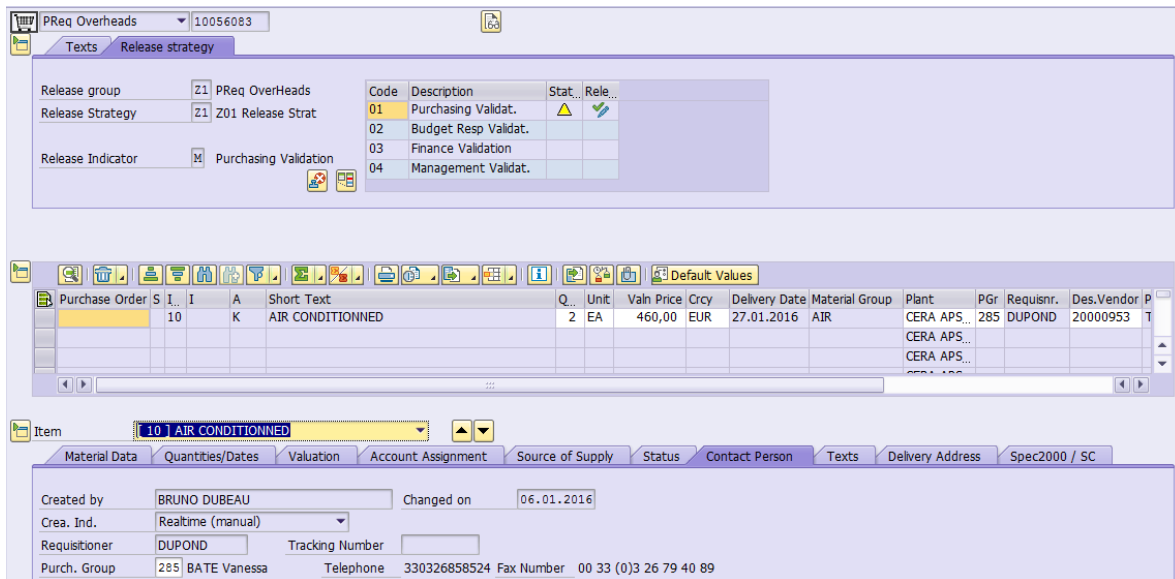 PReq Overheads 10056083
Texts Release strategy
Release group Z1 PReq OverHeads Code Description Stat... Rele...
Release Strategy Z1 Z01 Release Strat 01 Purchasing Validat.
02 Budget Resp Validat.
Release Indicator M Purchasing Validation 03 Finance Validation
04 Management Validat.
Default Values
Purchase Order S I... I A Short Text Q... Unit Valn Price Crcy Delivery Date Material Group Plant PGr Requisnr. Des.Vendor P
10 K AIR CONDITIONNED 2 EA 460,00 EUR 27.01.2016 AIR CERA APS... 285 DUPOND 20000953 T
CERA APS...
CERA APS...
Item [ 10 ] AIR CONDITIONNED
Material Data Quantities/Dates Valuation Account Assignment Source of Supply Status Contact Person Texts Delivery Address Spec2000 / SC
Created by BRUNO DUBEAU Changed on 06.01.2016
Crea. Ind. Realtime (manual)
Requisitioner DUPOND Tracking Number
Purch. Group 285 BATE Vanessa Telephone 330326858524 Fax Number 00 33 (0)3 26 79 40 89